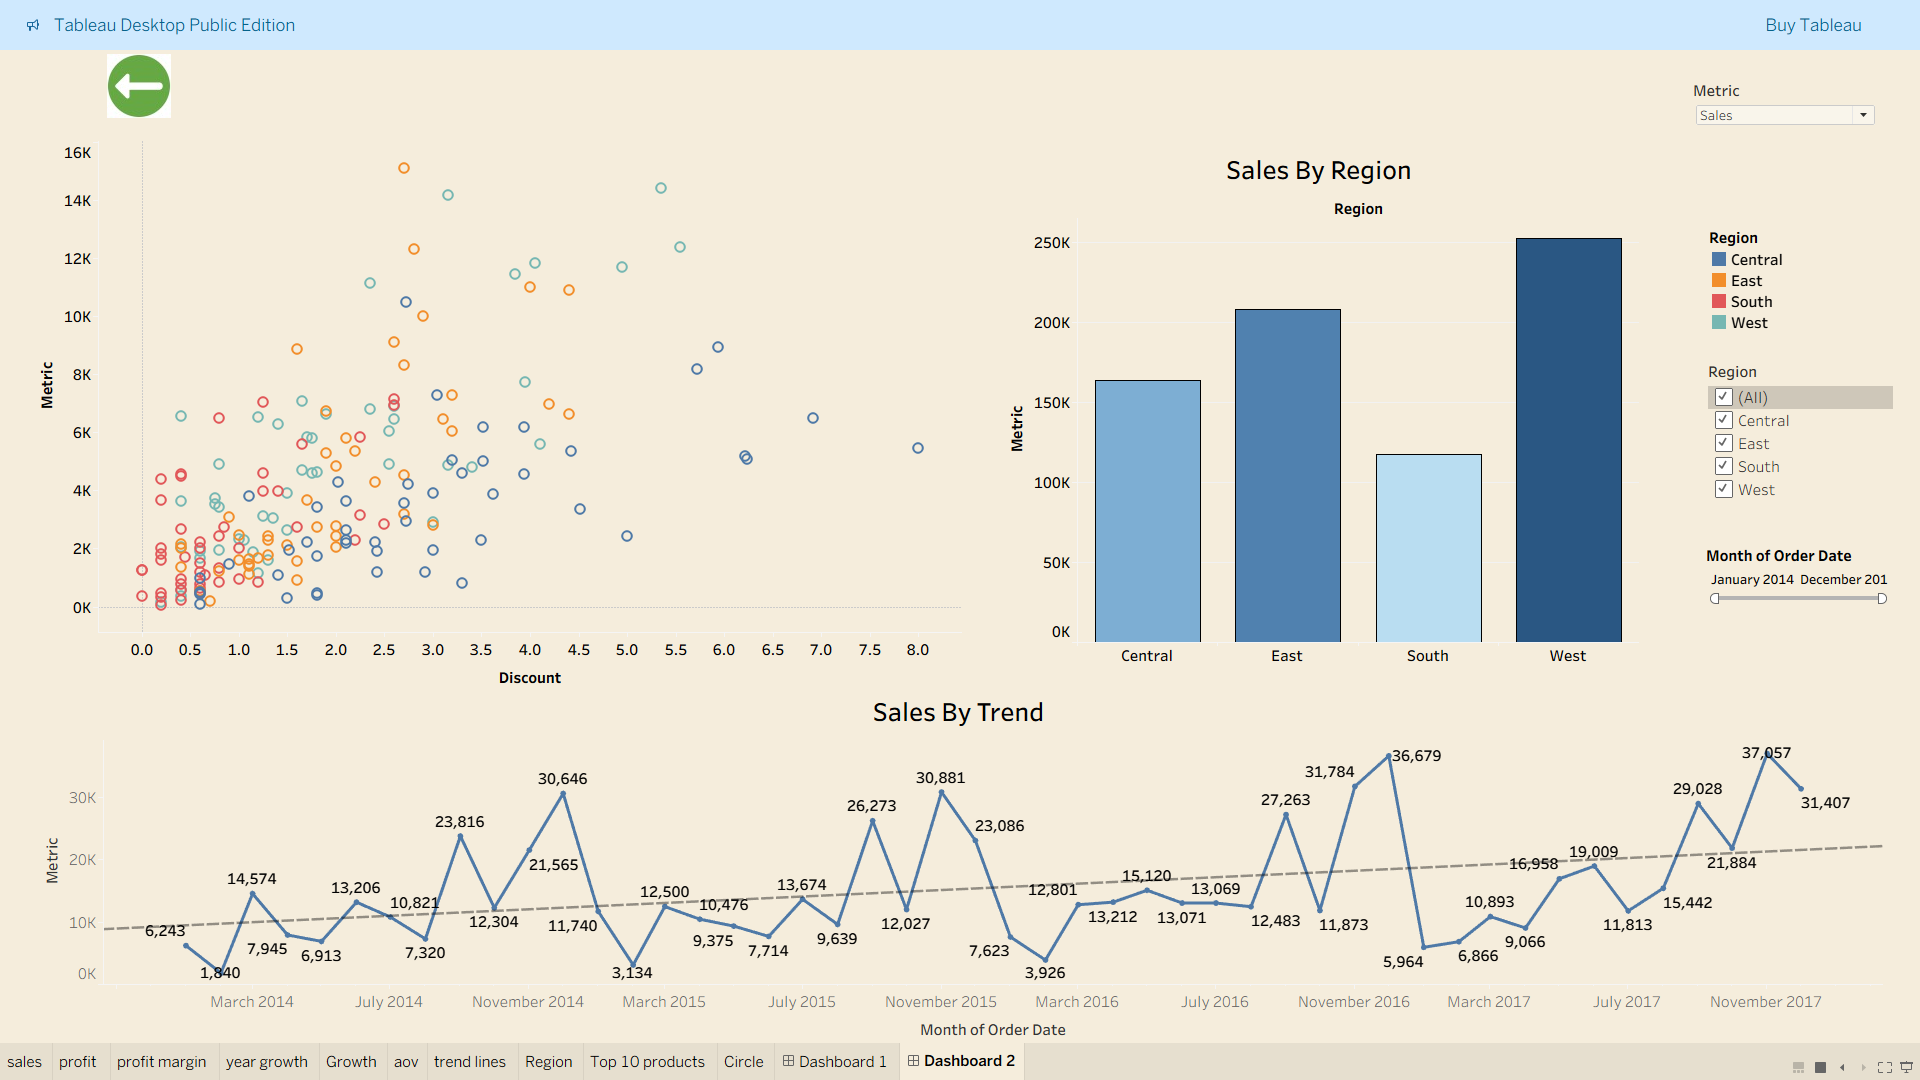 Tableau Desktop Public Edition
Buy Tableau
Metric
Sales
16K
14K
12K
10K
8K
6K
4K
2K
0K
Metric
0.0 0.5 1.0 1.5 2.0 2.5 3.0 3.5 4.0 4.5 5.0 5.5 6.0 6.5 7.0 7.5 8.0
Discount
Sales By Region
Region
250K
200K
150K
100K
50K
0K
Metric
Central East South West
Region
Central
East
South
West
Region
(All)
Central
East
South
West
Month of Order Date
January 2014 December 201
Sales By Trend
30K
20K
10K
0K
Metric
6,243
1,840
14,574
7,945
6,913
13,206
10,821
7,320
23,816
12,304
21,565
30,646
11,740
3,134
12,500
10,476
9,375
7,714
13,674
9,639
26,273
12,027
30,881
23,086
7,623
3,926
12,801
13,212
15,120
13,071
13,069
12,483
27,263
11,873
31,784
36,679
5,964
6,866
10,893
9,066
16,958
19,009
11,813
15,442
29,028
21,884
37,057
31,407
March 2014 July 2014 November 2014 March 2015 July 2015 November 2015 March 2016 July 2016 November 2016 March 2017 July 2017 November 2017
Month of Order Date
sales profit profit margin year growth Growth aov trend lines Region Top 10 products Circle Dashboard 1 Dashboard 2